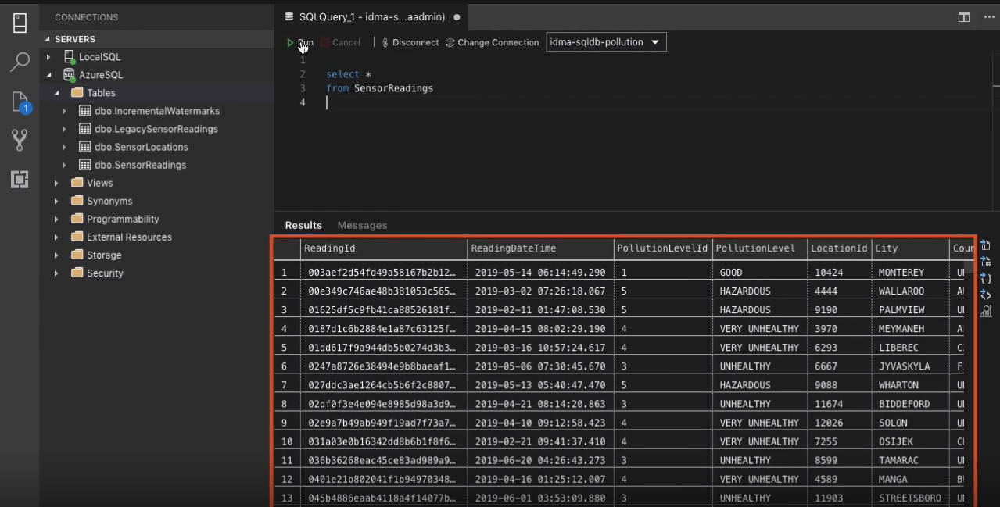 CONNECTIONS
SERVERS
LocalSQL
AzureSQL
Tables
dbo.IncrementalWatermarks
dbo.LegacySensorReadings
dbo.SensorLocations
dbo.SensorReadings
Views
Synonyms
Programmability
External Resources
Storage
Security
1
SQLQuery_1 - idma-s...aadmin)
Run Cancel | Disconnect Change Connection idma-sqldb-pollution
1
2 select *
3 from SensorReadings
4
Results Messages
ReadingId ReadingDateTime PollutionLevelId PollutionLevel LocationId City Coun
1 003aef2d54fd49a58167b2b12… 2019-05-14 06:14:49.290 1 GOOD 10424 MONTEREY U
2 00e349c746ae48b381053c565… 2019-03-02 07:26:18.067 5 HAZARDOUS 4444 WALLAROO A
3 01625df5c9fb41ca88526181f… 2019-02-11 01:47:08.530 5 HAZARDOUS 9190 PALMVIEW U
4 0187d1c6b2884e1a87c63125f… 2019-04-15 08:02:29.190 4 VERY UNHEALTHY 3970 MEYMANEH A
5 01dd617f9a944db5b0274d3b3… 2019-03-16 10:57:24.617 4 VERY UNHEALTHY 6293 LIBEREC C
6 0247a8726e38494e9b8baeaf1… 2019-05-06 07:30:45.670 3 UNHEALTHY 6667 JYVASKYLA F
7 027ddc3ae1264cb5b6f2c8807… 2019-05-13 05:40:47.470 5 HAZARDOUS 9088 WHARTON U
8 02df0f3e4e094e8985d98a3d9… 2019-04-21 08:14:20.863 3 UNHEALTHY 11674 BIDDEFORD U
9 02e9a7b49ab949f19ad7f73a7… 2019-04-10 09:12:58.423 4 VERY UNHEALTHY 12026 SOLON U
10 031a03e0b16342dd8b6b1f8f6… 2019-02-21 09:41:37.410 4 VERY UNHEALTHY 7255 OSIJEK C
11 036b36268eac45ce83ad989a9… 2019-06-20 04:26:43.273 3 UNHEALTHY 8599 TAMARAC U
12 0401e21b802041f1b94970348… 2019-04-16 01:25:12.007 4 VERY UNHEALTHY 4589 MANGA B
13 045b4886eaab4118a4f14077b… 2019-06-01 03:53:09.880 3 UNHEALTHY 11903 STREETSBORO U